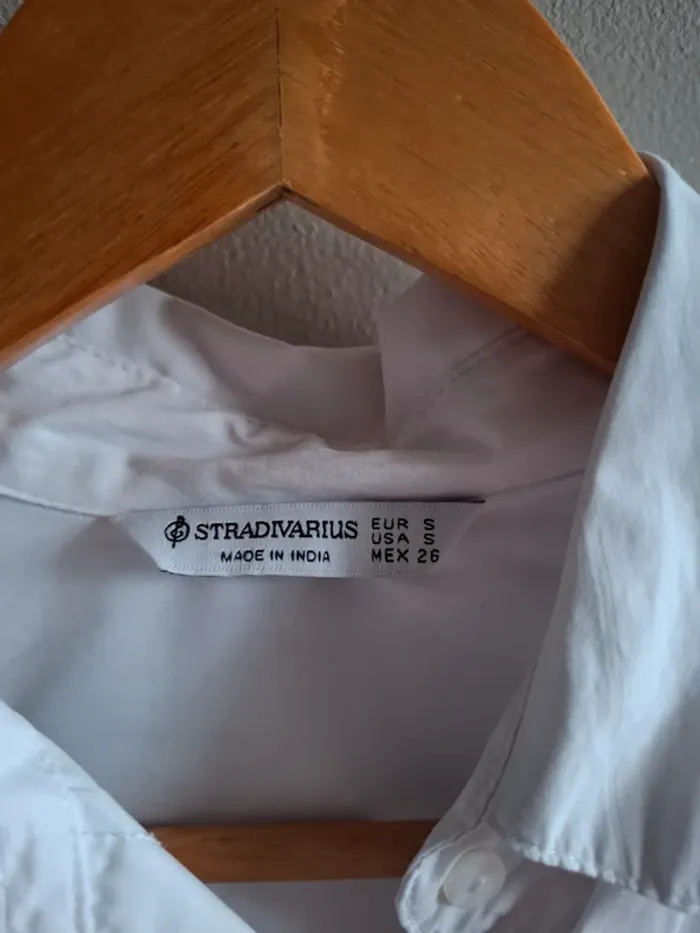 STRADIVARIUS
MADE IN INDIA
EUR S
USA S
MEX 26